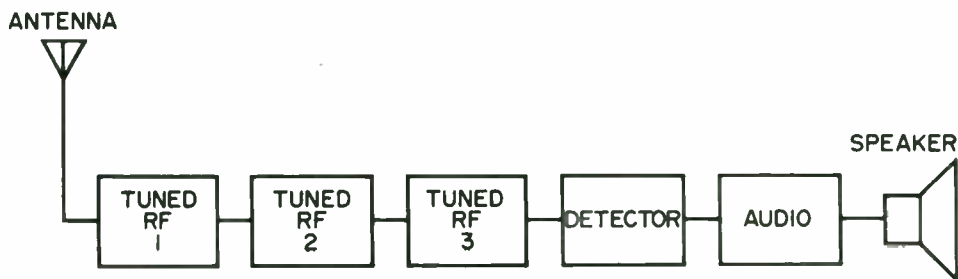 ANTENNA
SPEAKER
TUNED
RF
1
TUNED
RF
2
TUNED
RF
3
DETECTOR
AUDIO